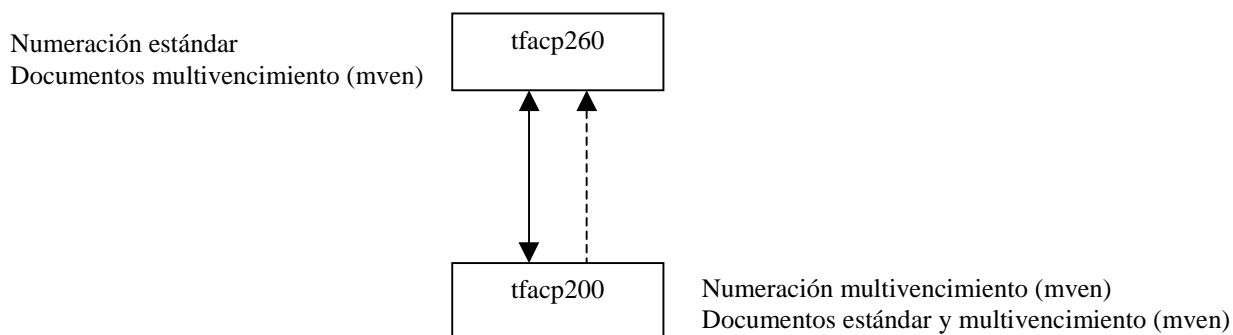 Numeración estándar
Documentos multivencimiento (mven)
tfacp260
tfacp200
Numeración multivencimiento (mven)
Documentos estándar y multivencimiento (mven)